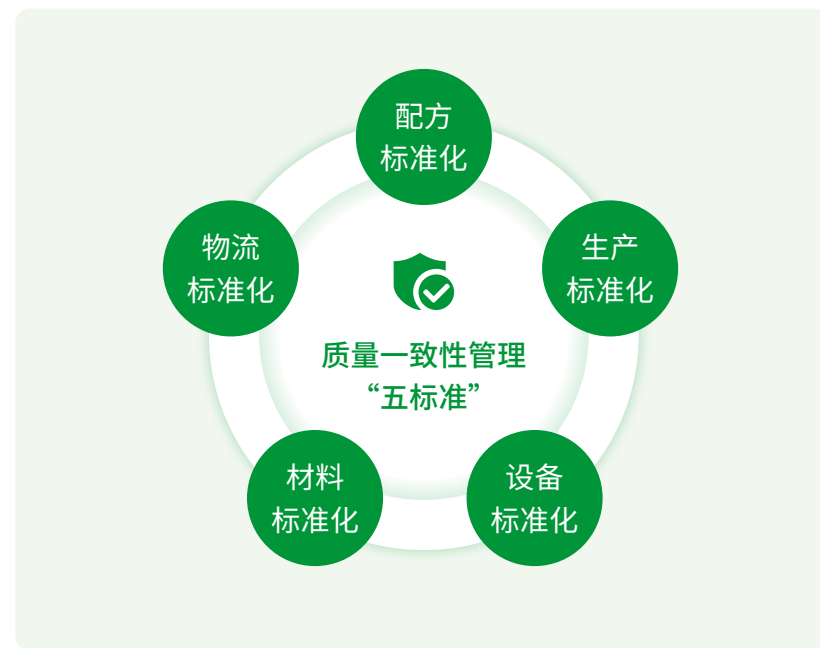 配方
标准化
物流
标准化
生产
标准化
质量一致性管理
“五标准”
材料
标准化
设备
标准化